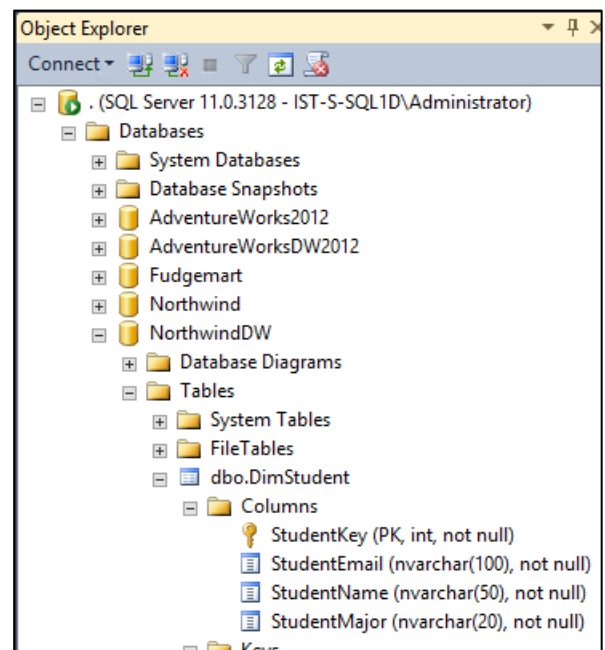 Object Explorer
Connect
. (SQL Server 11.0.3128 - IST-S-SQL1D\Administrator)
Databases
System Databases
Database Snapshots
AdventureWorks2012
AdventureWorksDW2012
Fudgemart
Northwind
NorthwindDW
Database Diagrams
Tables
System Tables
FileTables
dbo.DimStudent
Columns
StudentKey (PK, int, not null)
StudentEmail (nvarchar(100), not null)
StudentName (nvarchar(50), not null)
StudentMajor (nvarchar(20), not null)
Keys